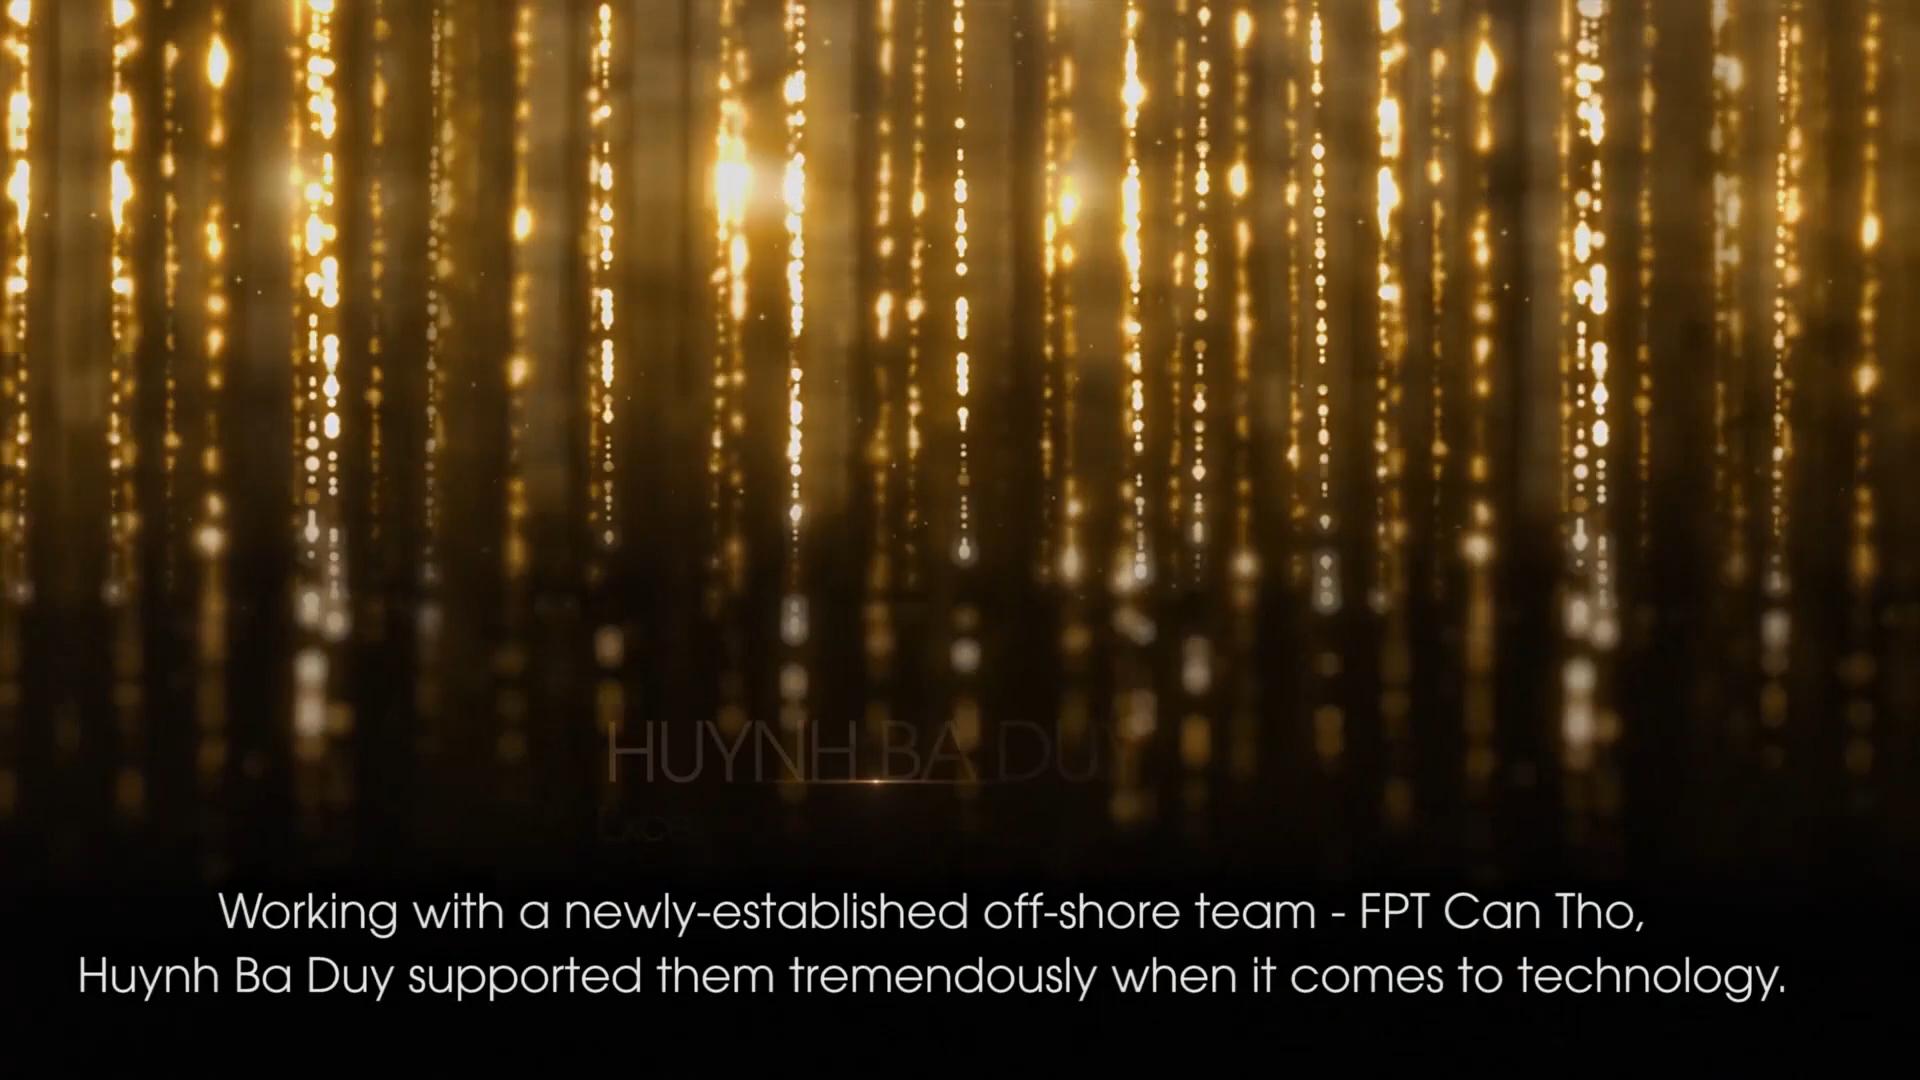 HUYNH BA DUY
Working with a newly-established off-shore team - FPT Can Tho,
Huynh Ba Duy supported them tremendously when it comes to technology.